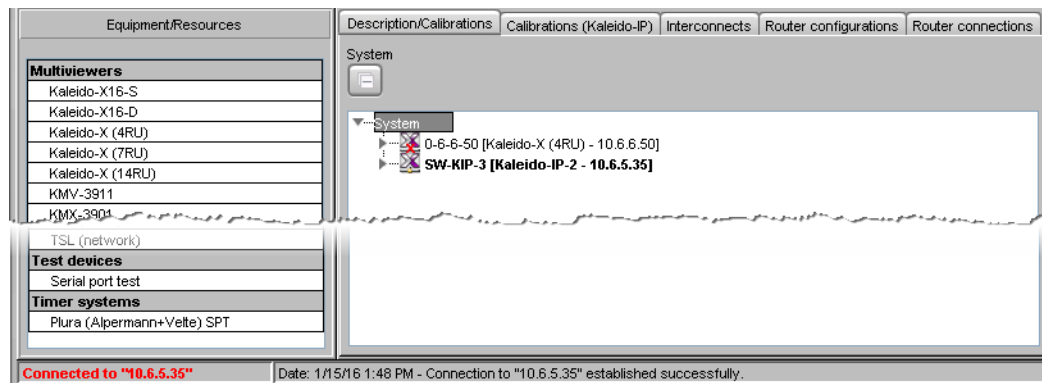 Equipment/Resources
Multiviewers
Kaleido-X16-S
Kaleido-X16-D
Kaleido-X (4RU)
Kaleido-X (7RU)
Kaleido-X (14RU)
KMV-3911
KMX-3901
TSL (network)
Test devices
Serial port test
Timer systems
Plura (Alpermann+Velte) SPT
Description/Calibrations Calibrations (Kaleido-IP) Interconnects Router configurations Router connections
System
System
0-6-6-50 [Kaleido-X (4RU) - 10.6.6.50]
SW-KIP-3 [Kaleido-IP-2 - 10.6.5.35]
Connected to "10.6.5.35" Date: 1/15/16 1:48 PM - Connection to "10.6.5.35" established successfully.